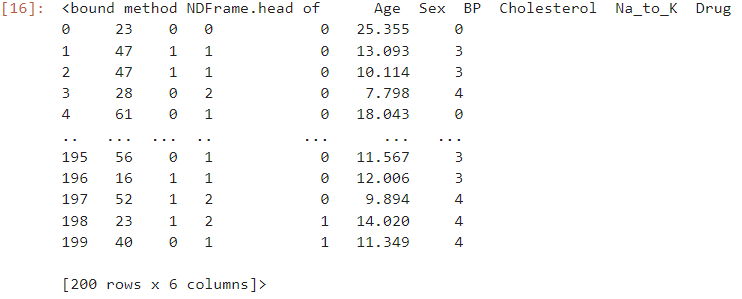 [16]: <bound method NDFrame.head of      Age  Sex  BP  Cholesterol  Na_to_K  Drug
0     23    0   0            0   25.355     0
1     47    1   1            0   13.093     3
2     47    1   1            0   10.114     3
3     28    0   2            0    7.798     4
4     61    0   1            0   18.043     0
..   ...  ...  ..          ...      ...   ...
195   56    0   1            0   11.567     3
196   16    1   1            0   12.006     3
197   52    1   2            0    9.894     4
198   23    1   2            1   14.020     4
199   40    0   1            1   11.349     4
[200 rows x 6 columns]>